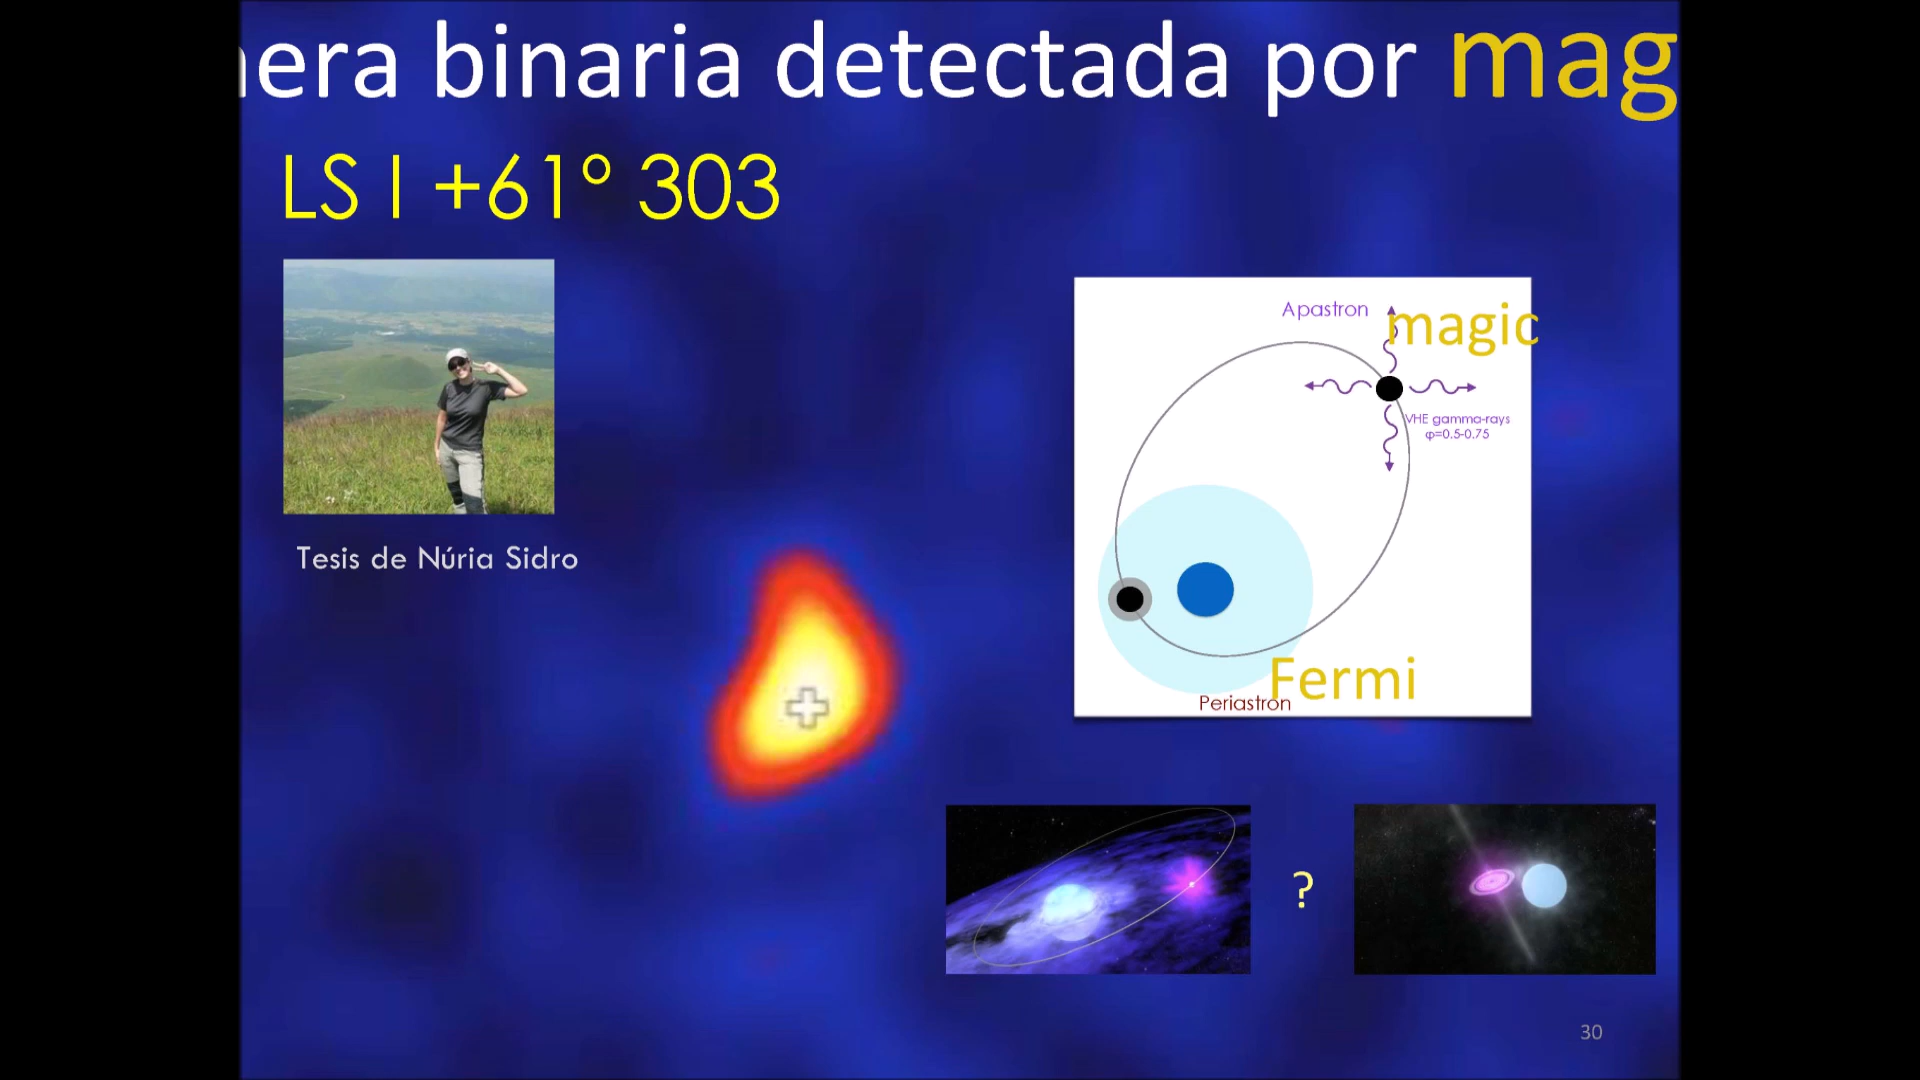 era binaria detectada por mag
LS I +61° 303
Apastron
magic
VHE gamma-rays
φ=0.5-0.75
Tesis de Núria Sidro
Fermi
Periastron
?
30